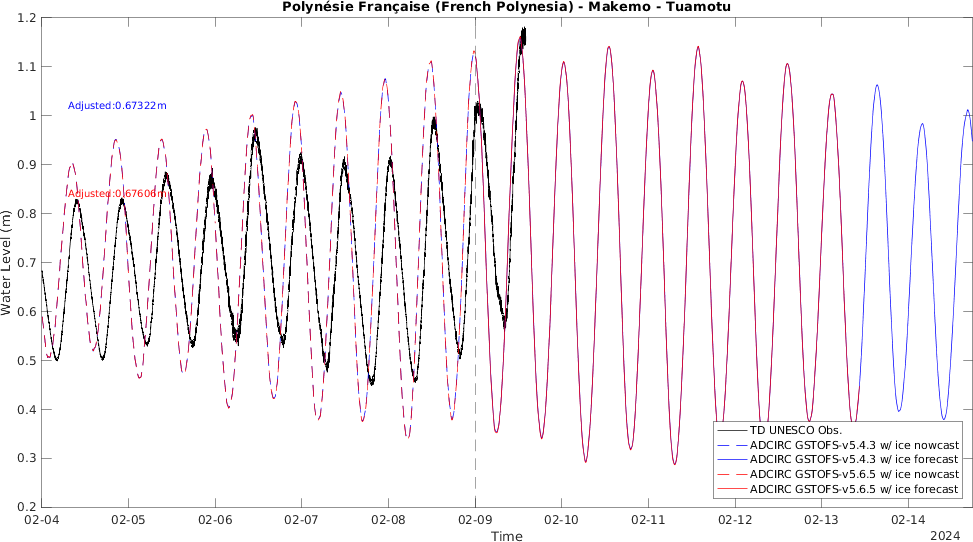 Polynésie Française (French Polynesia) - Makemo - Tuamotu
1.2
1.1
1
0.9
0.8
0.7
0.6
0.5
0.4
0.3
0.2
Water Level (m)
Adjusted:0.67322m
Adjusted:0.67606m
TD UNESCO Obs.
ADCIRC GSTOFS-v5.4.3 w/ ice nowcast
ADCIRC GSTOFS-v5.4.3 w/ ice forecast
ADCIRC GSTOFS-v5.6.5 w/ ice nowcast
ADCIRC GSTOFS-v5.6.5 w/ ice forecast
02-04 02-05 02-06 02-07 02-08 02-09 02-10 02-11 02-12 02-13 02-14
Time
2024